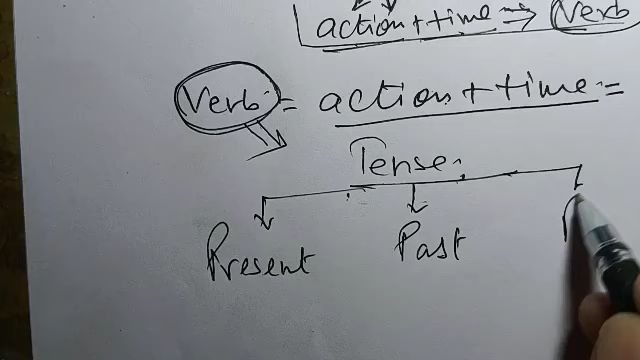 action + time ⇒ Verb
Verb = action + time =
Tense.
Present Past